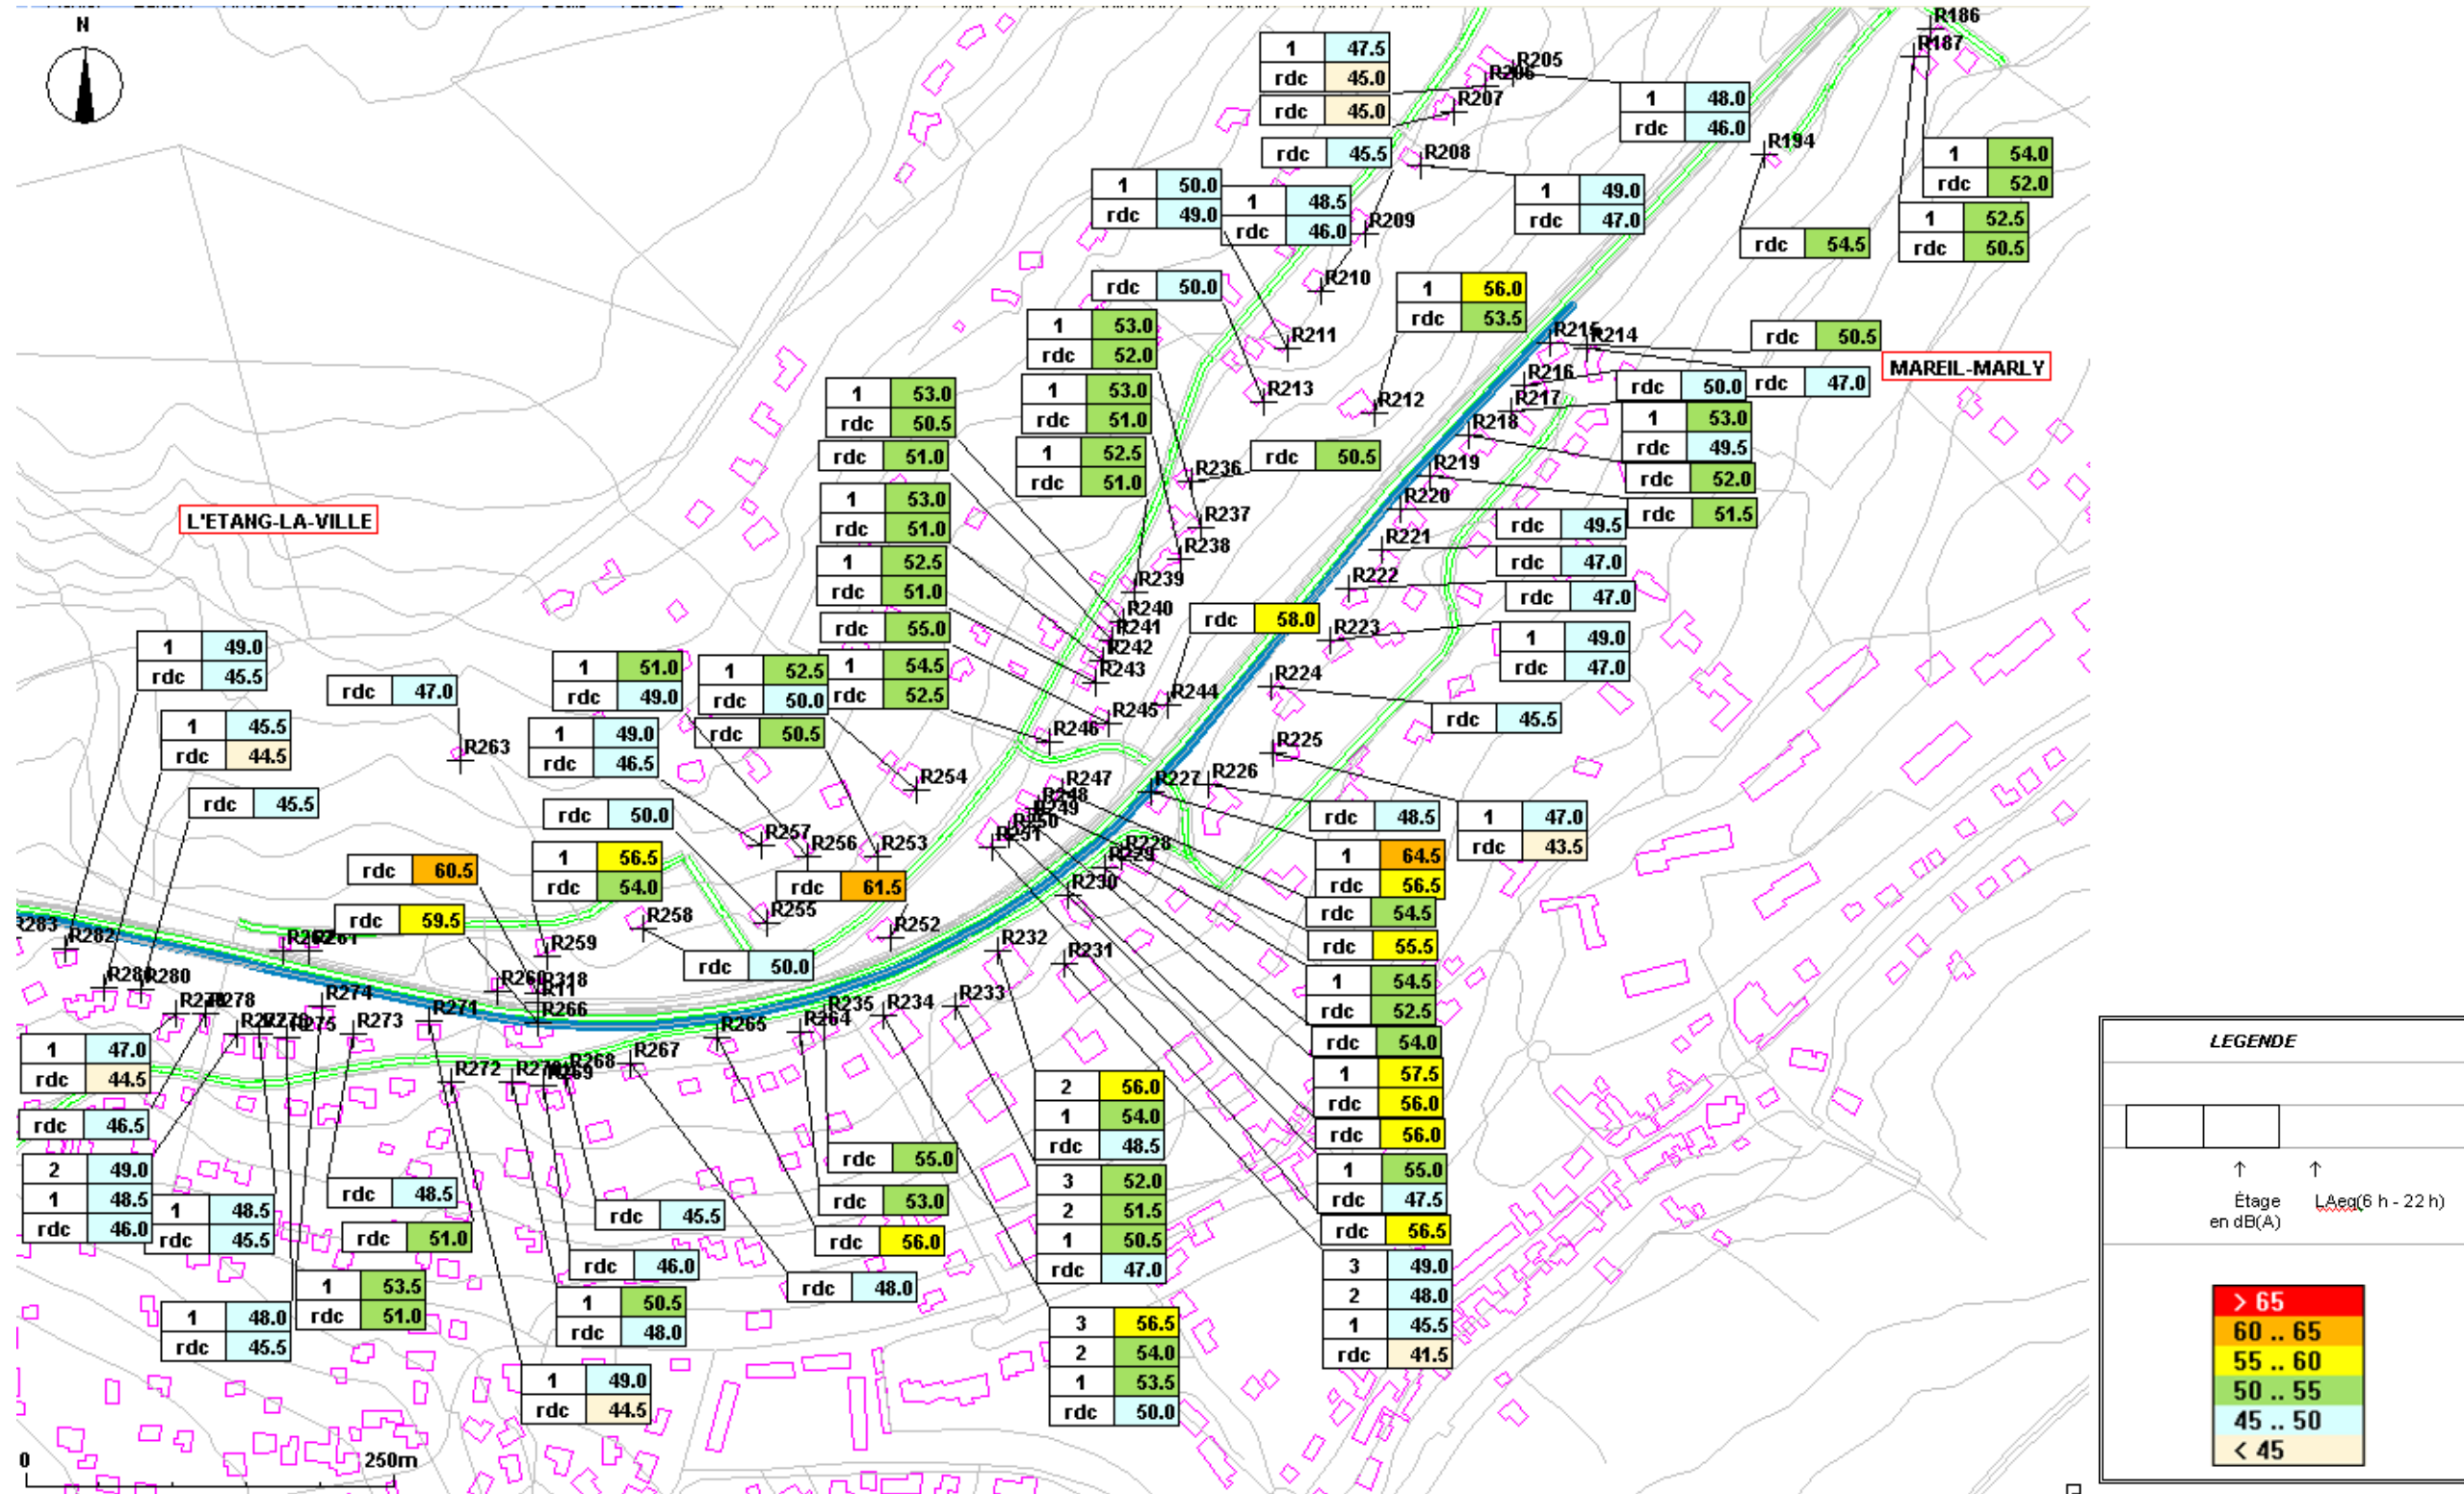 N
R186
R187
1 47.5
rdc 45.0
rdc 45.0
R205
R206
R207
1 48.0
rdc 46.0
R194
1 54.0
rdc 52.0
rdc 45.5
R208
1 50.0
rdc 49.0
1 48.5
rdc 46.0
1 49.0
rdc 47.0
R209
1 52.5
rdc 50.5
rdc 54.5
R210
rdc 50.0
1 56.0
rdc 53.5
1 53.0
rdc 52.0
R211
R215
R214
rdc 50.5
MAREIL-MARLY
R213
R212
R216
rdc 50.0
rdc 47.0
R217
1 53.0
rdc 50.5
1 53.0
rdc 51.0
1 53.0
rdc 49.5
R218
rdc 51.0
1 52.5
rdc 51.0
R236
rdc 50.5
R219
rdc 52.0
R220
1 53.0
rdc 51.0
R237
rdc 49.5
rdc 51.5
L'ETANG-LA-VILLE
R238
R221
rdc 47.0
1 52.5
rdc 51.0
R239
R222
rdc 47.0
R240
R241
R242
R243
rdc 55.0
rdc 58.0
R223
1 49.0
rdc 47.0
1 49.0
rdc 45.5
rdc 47.0
1 51.0
rdc 49.0
1 52.5
rdc 50.0
1 54.5
rdc 52.5
R244
R224
rdc 45.5
1 45.5
rdc 44.5
R263
1 49.0
rdc 46.5
rdc 50.5
R245
R246
R225
rdc 45.5
R254
R247
R248
R249
R250
R251
R227
R226
rdc 48.5
1 47.0
rdc 43.5
rdc 50.0
R257
R256
R253
R228
R229
1 64.5
rdc 56.5
rdc 60.5
1 56.5
rdc 54.0
rdc 61.5
R230
rdc 54.5
rdc 59.5
R258
R255
R252
rdc 55.5
R283
R282
R261
R259
rdc 50.0
R232
R231
1 54.5
rdc 52.5
R280
R260
R318
R11
R266
R278
R274
R271
R235
R234
R233
R275
R273
R265
R264
rdc 54.0
1 47.0
rdc 44.5
R272
R268
R267
1 57.5
rdc 56.0
2 56.0
1 54.0
rdc 48.5
rdc 46.5
rdc 56.0
rdc 55.0
2 49.0
1 48.5
rdc 46.0
1 48.5
rdc 45.5
rdc 48.5
rdc 53.0
3 52.0
2 51.5
1 50.5
rdc 47.0
1 55.0
rdc 47.5
rdc 51.0
rdc 45.5
rdc 56.0
rdc 56.5
rdc 46.0
rdc 48.0
3 49.0
2 48.0
1 45.5
rdc 41.5
1 53.5
rdc 51.0
1 50.5
rdc 48.0
1 48.0
rdc 45.5
3 56.5
2 54.0
1 53.5
rdc 50.0
1 49.0
rdc 44.5
0 250m
LEGENDE
↑ ↑
Étage LAeq(6 h - 22 h)
en dB(A)
> 65
60 .. 65
55 .. 60
50 .. 55
45 .. 50
< 45